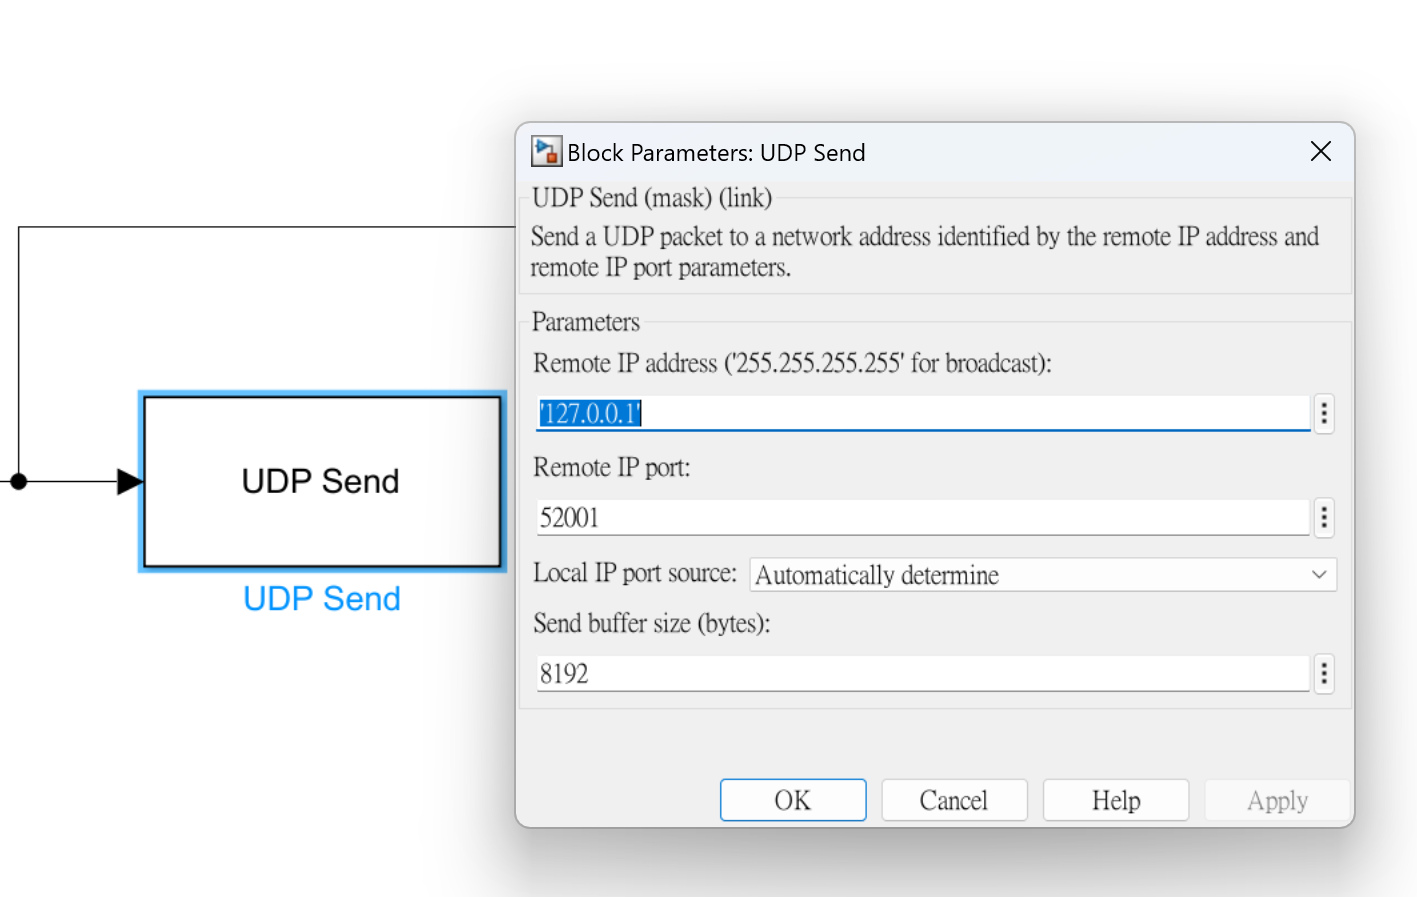 Block Parameters: UDP Send
UDP Send (mask) (link)
Send a UDP packet to a network address identified by the remote IP address and
remote IP port parameters.
Parameters
Remote IP address ('255.255.255.255' for broadcast):
'127.0.0.1'
Remote IP port:
52001
Local IP port source: Automatically determine
Send buffer size (bytes):
8192
OK Cancel Help Apply
UDP Send
UDP Send